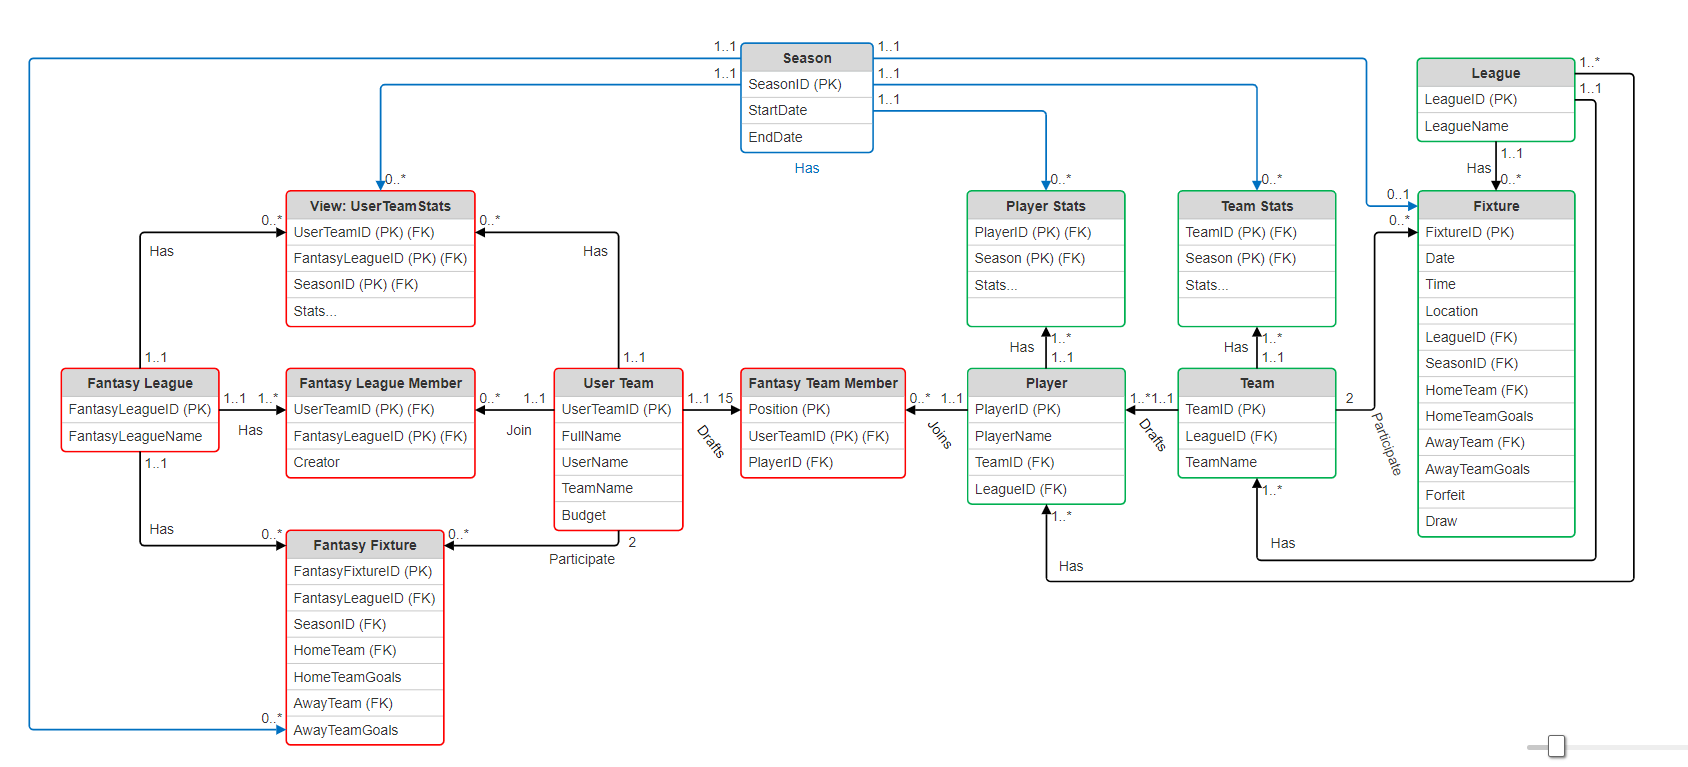 1..1
Season
1..1
1..1
1..1
1..1
SeasonID (PK)
StartDate
EndDate
Has
League
1..*
LeagueID (PK)
1..1
LeagueName
1..1
Has
0..*
0..*
View: UserTeamStats
UserTeamID (PK) (FK)
FantasyLeagueID (PK) (FK)
SeasonID (PK) (FK)
Stats...
0..*
0..*
Has
Has
0..*
Player Stats
PlayerID (PK) (FK)
Season (PK) (FK)
Stats...
0..*
Team Stats
TeamID (PK) (FK)
Season (PK) (FK)
Stats...
0..1
0..*
Fixture
FixtureID (PK)
Date
Time
Location
LeagueID (FK)
SeasonID (FK)
HomeTeam (FK)
HomeTeamGoals
AwayTeam (FK)
AwayTeamGoals
Forfeit
Draw
1..1
1..1
Has
1..*
1..1
Has
1..*
1..1
Fantasy League
FantasyLeagueID (PK)
FantasyLeagueName
1..1
1..*
Has
Fantasy League Member
UserTeamID (PK) (FK)
FantasyLeagueID (PK) (FK)
Creator
0..*
1..1
Join
User Team
UserTeamID (PK)
FullName
UserName
TeamName
Budget
1..1
15
Drafts
Fantasy Team Member
Position (PK)
UserTeamID (PK) (FK)
PlayerID (FK)
0..*
1..1
Joins
Player
PlayerID (PK)
PlayerName
TeamID (FK)
LeagueID (FK)
1..*
1..1
Drafts
Team
TeamID (PK)
LeagueID (FK)
TeamName
2
Participate
1..1
Has
0..*
0..*
2
Participate
1..*
Has
1..*
Has
Fantasy Fixture
FantasyFixtureID (PK)
FantasyLeagueID (FK)
SeasonID (FK)
HomeTeam (FK)
HomeTeamGoals
AwayTeam (FK)
0..*
AwayTeamGoals